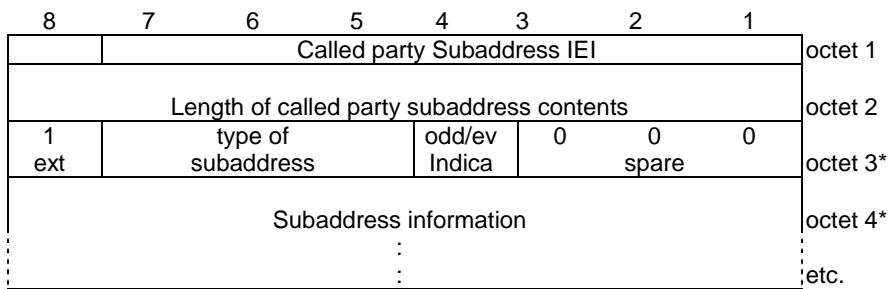 8 7 6 5 4 3 2 1
Called party Subaddress IEI octet 1
Length of called party subaddress contents octet 2
1 type of odd/ev 0 0 0
ext subaddress Indica spare octet 3*
Subaddress information octet 4*
:
: etc.